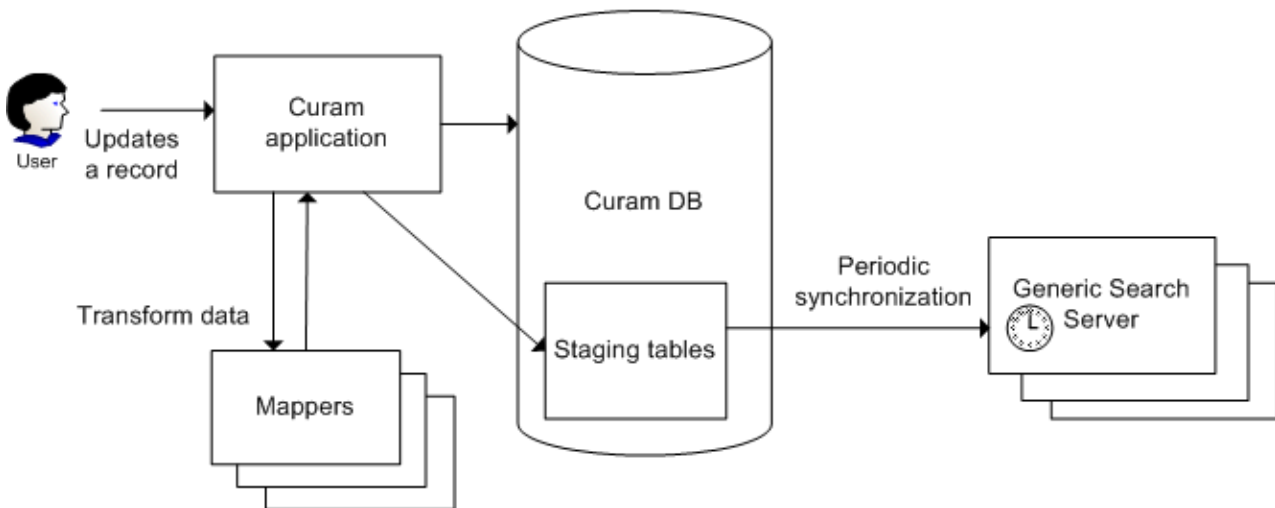 User
Updates
a record
Curam
application
Transform data
Mappers
Curam DB
Staging tables
Periodic
synchronization
Generic Search
Server